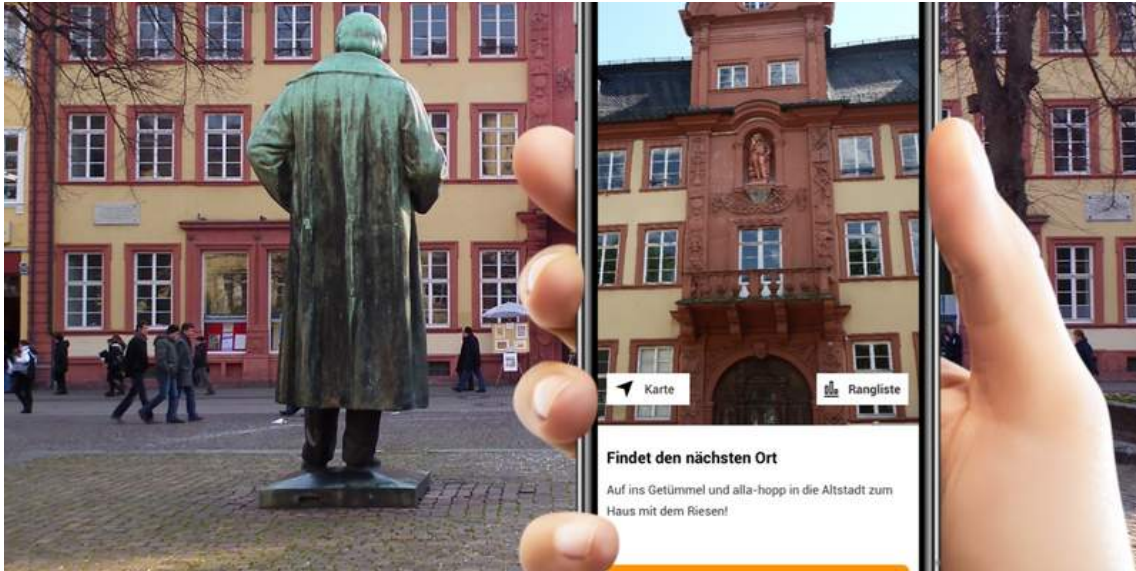 Karte
Rangliste
Findet den nächsten Ort
Auf ins Getümmel und alla-hopp in die Altstadt zum
Haus mit dem Riesen!